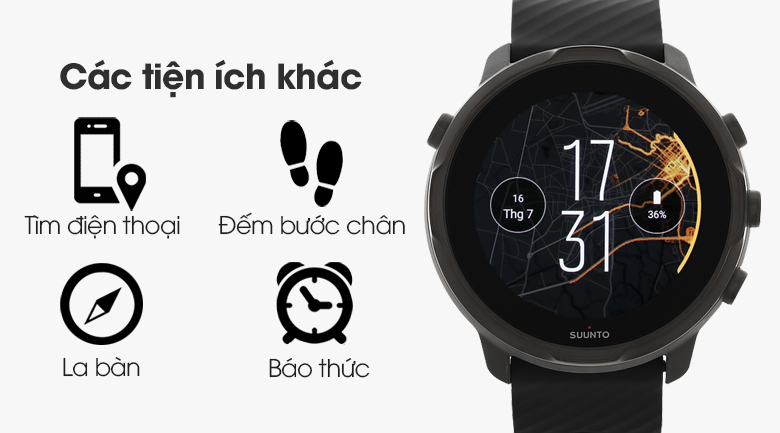 Các tiện ích khác
Tìm điện thoại
Đếm bước chân
La bàn
Báo thức
17
31
16
Thg 7
36%
SUUNTO